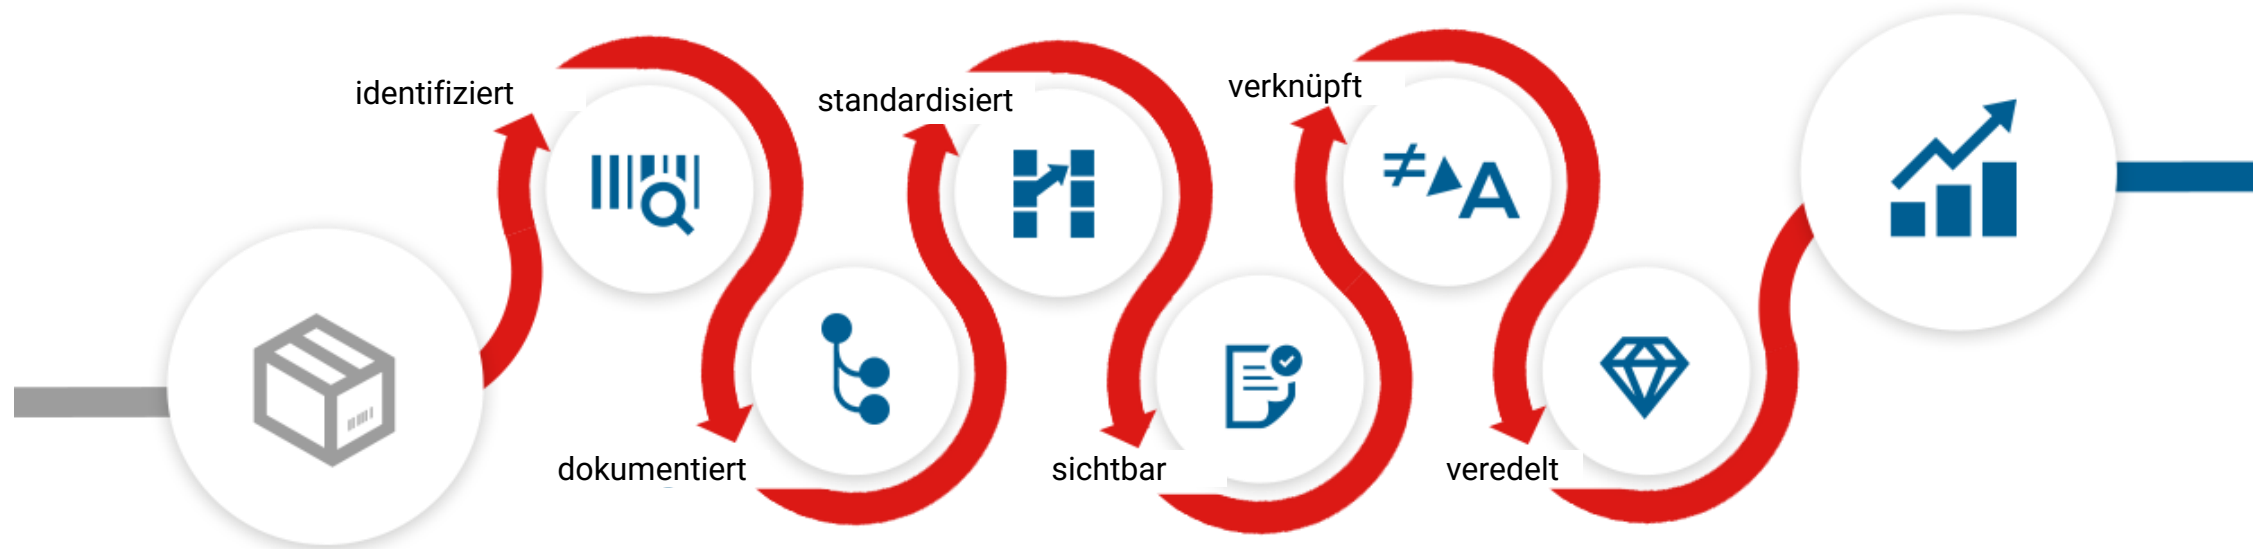 identifiziert
dokumentiert
standardisiert
sichtbar
verknüpft
veredelt